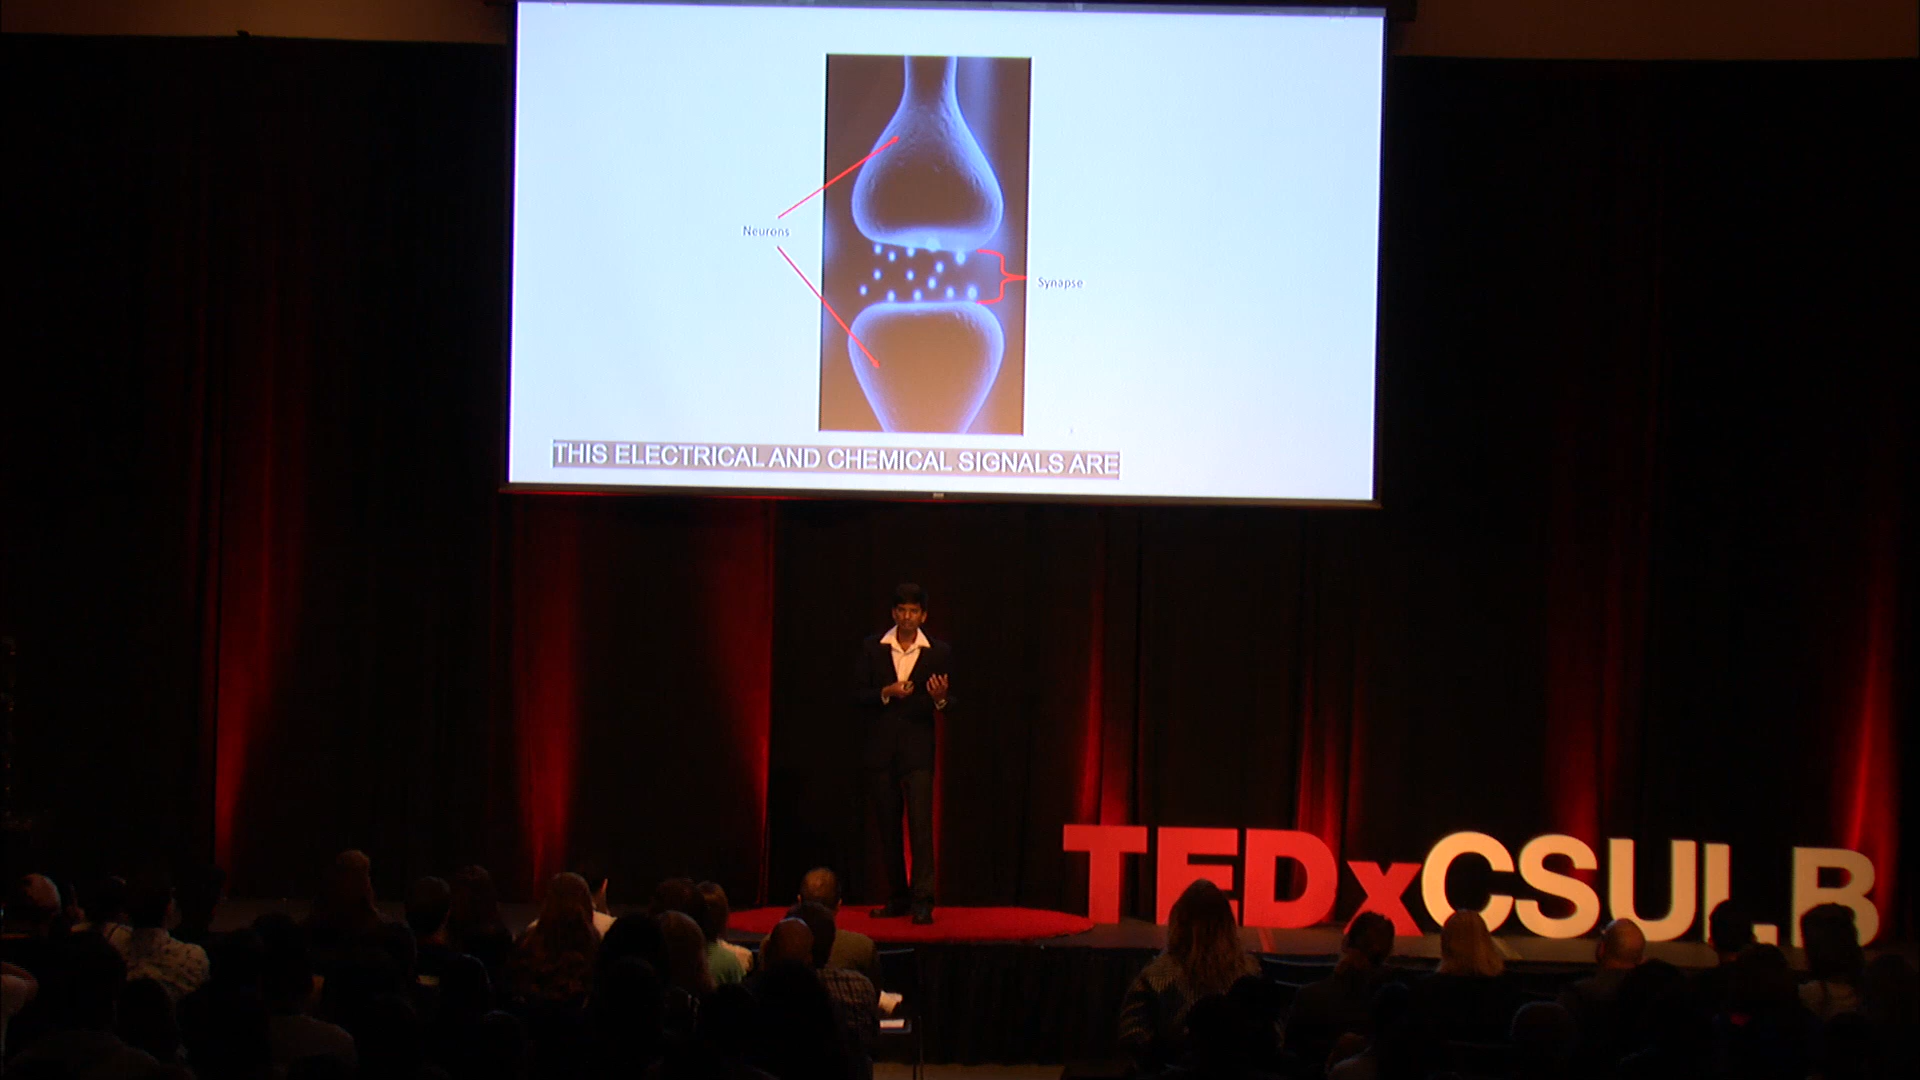 Neurons
Synapse
THIS ELECTRICAL AND CHEMICAL SIGNALS ARE
TEDxCSULB